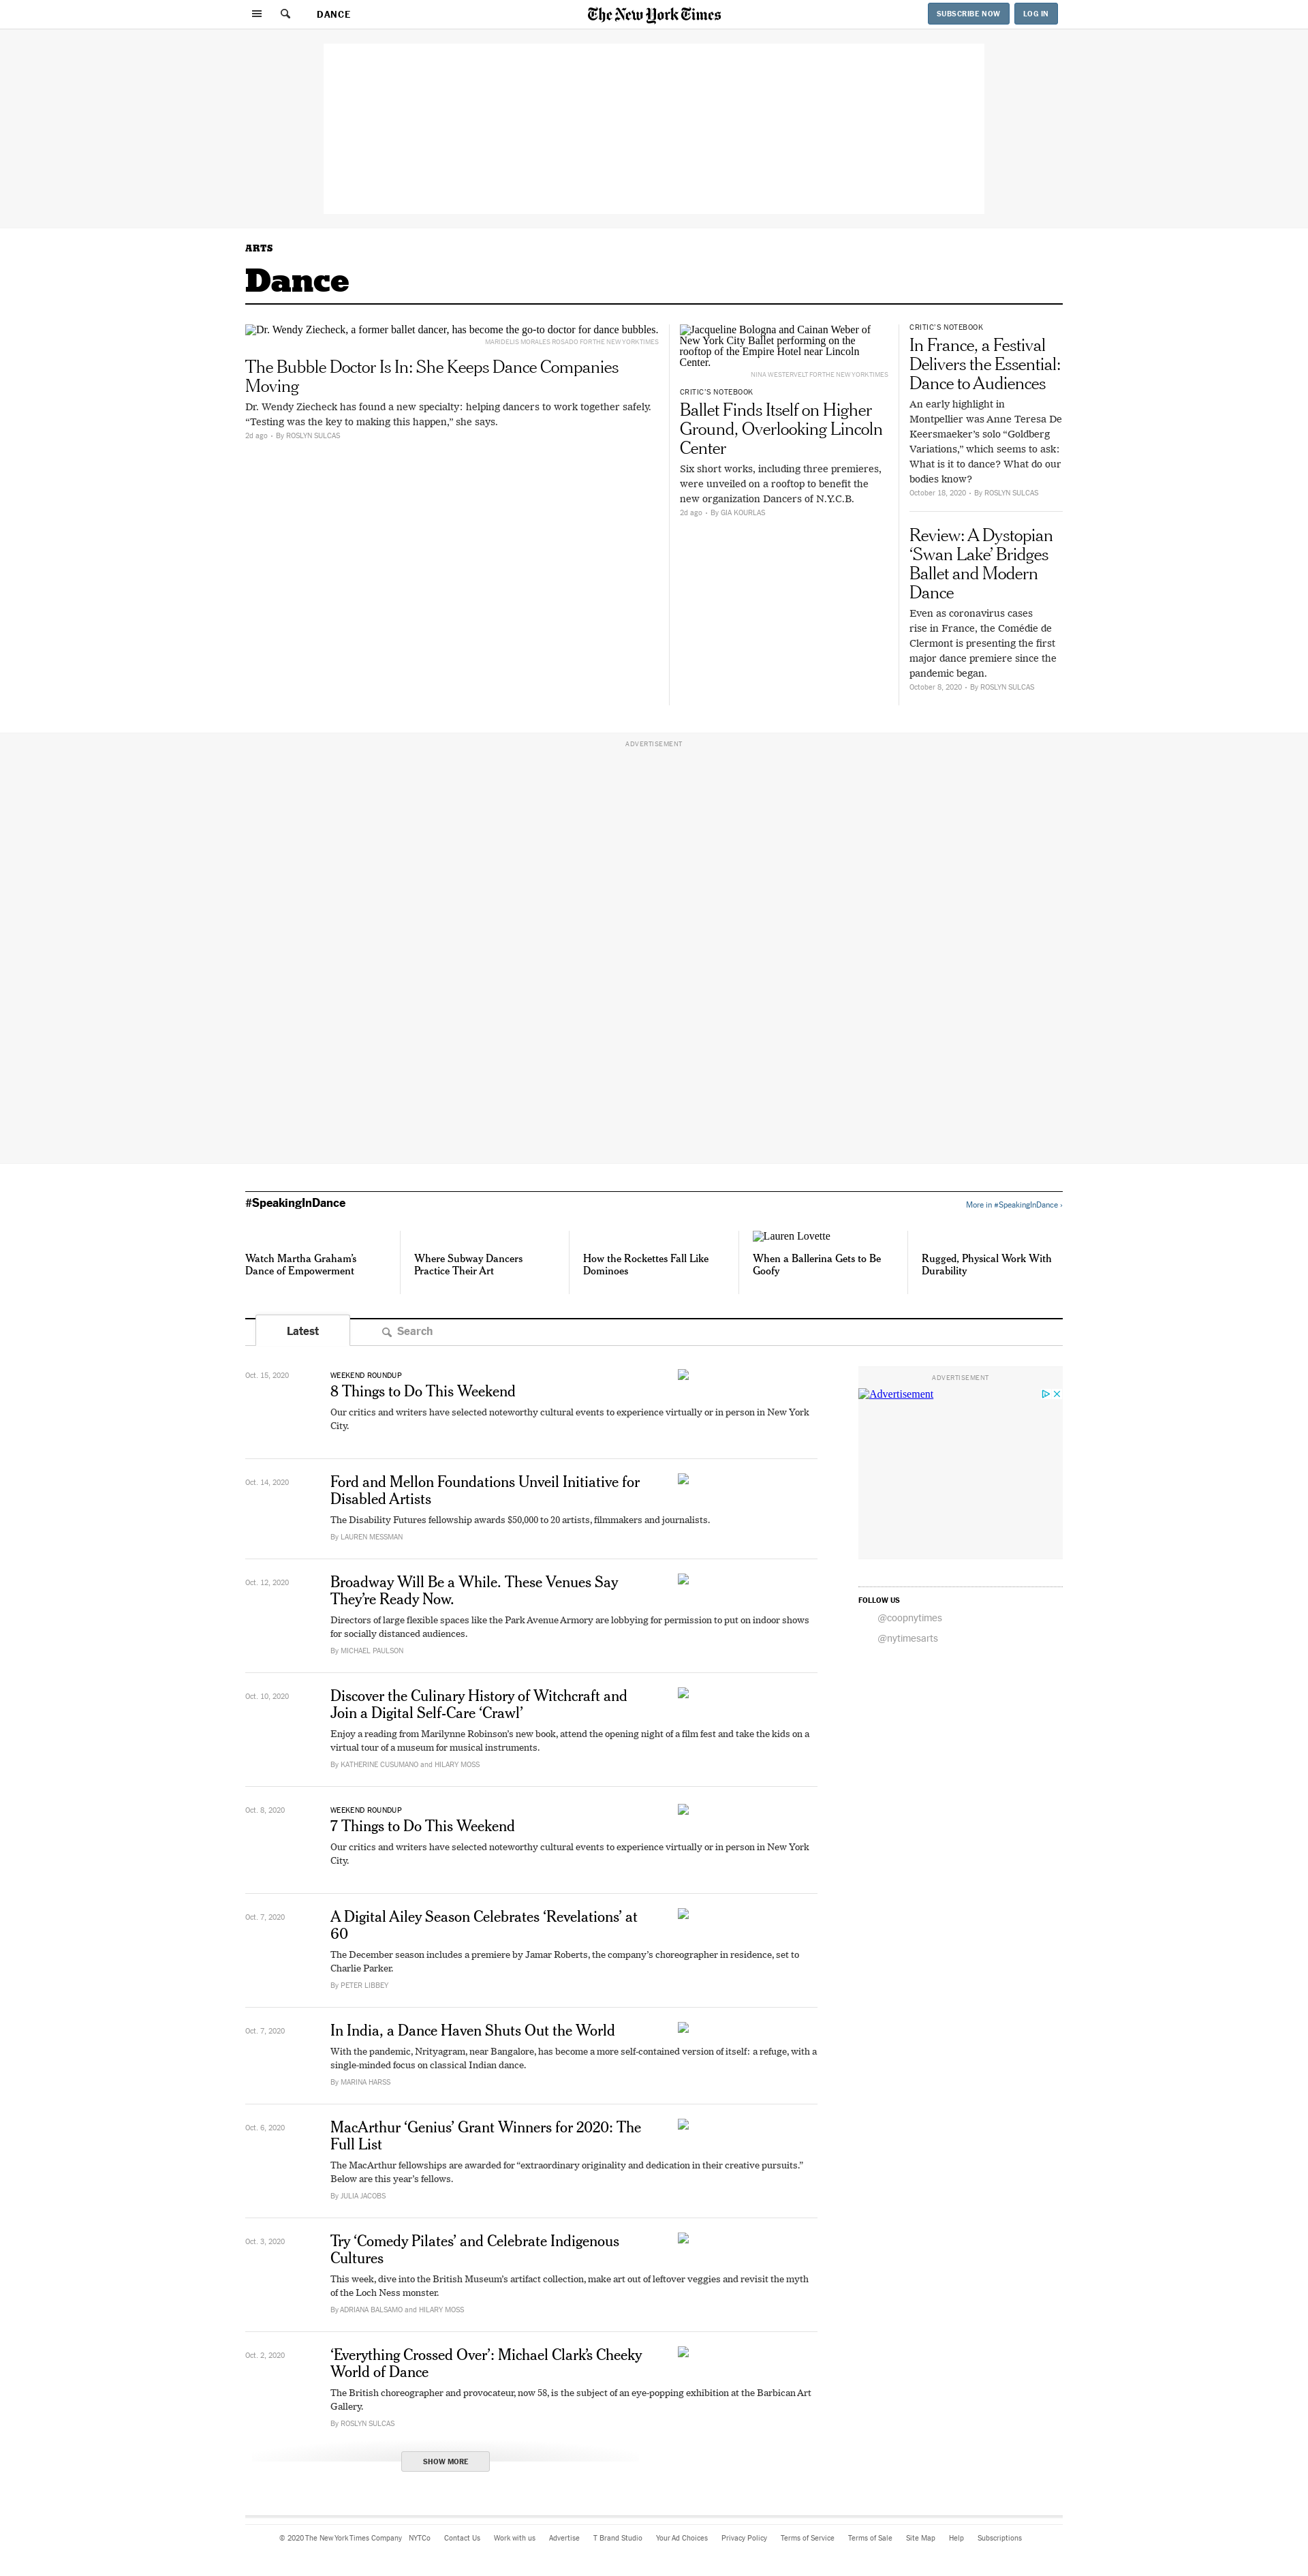 DANCE
The New York Times
SUBSCRIBE NOW
LOG IN
ARTS
Dance
Dr. Wendy Ziecheck, a former ballet dancer, has become the go-to doctor for dance bubbles.
MARIDELIS MORALES ROSADO FOR THE NEW YORK TIMES
The Bubble Doctor Is In: She Keeps Dance Companies
Moving
Dr. Wendy Ziecheck has found a new specialty: helping dancers to work together safely.
“Testing was the key to making this happen,” she says.
2d ago - By ROSLYN SULCAS
Jacqueline Bologna and Cainan Weber of
New York City Ballet performing on the
rooftop of the Empire Hotel near Lincoln
Center.
NINA WESTERVELT FOR THE NEW YORK TIMES
CRITIC’S NOTEBOOK
Ballet Finds Itself on Higher
Ground, Overlooking Lincoln
Center
Six short works, including three premieres,
were unveiled on a rooftop to benefit the
new organization Dancers of N.Y.C.B.
2d ago - By GIA KOURLAS
CRITIC’S NOTEBOOK
In France, a Festival
Delivers the Essential:
Dance to Audiences
An early highlight in
Montpellier was Anne Teresa De
Keersmaeker’s solo “Goldberg
Variations,” which seems to ask:
What is it to dance? What do our
bodies know?
October 18, 2020 - By ROSLYN SULCAS
Review: A Dystopian
‘Swan Lake’ Bridges
Ballet and Modern
Dance
Even as coronavirus cases
rise in France, the Comédie de
Clermont is presenting the first
major dance premiere since the
pandemic began.
October 8, 2020 - By ROSLYN SULCAS
ADVERTISEMENT
#SpeakingInDance
More in #SpeakingInDance ›
Watch Martha Graham’s
Dance of Empowerment
Where Subway Dancers
Practice Their Art
How the Rockettes Fall Like
Dominoes
Lauren Lovette
When a Ballerina Gets to Be
Goofy
Rugged, Physical Work With
Durability
Latest
Search
Oct. 15, 2020
WEEKEND ROUNDUP
8 Things to Do This Weekend
Our critics and writers have selected noteworthy cultural events to experience virtually or in person in New York
City.
Oct. 14, 2020
Ford and Mellon Foundations Unveil Initiative for
Disabled Artists
The Disability Futures fellowship awards $50,000 to 20 artists, filmmakers and journalists.
By LAUREN MESSMAN
Oct. 12, 2020
Broadway Will Be a While. These Venues Say
They’re Ready Now.
Directors of large flexible spaces like the Park Avenue Armory are lobbying for permission to put on indoor shows
for socially distanced audiences.
By MICHAEL PAULSON
Oct. 10, 2020
Discover the Culinary History of Witchcraft and
Join a Digital Self-Care ‘Crawl’
Enjoy a reading from Marilynne Robinson’s new book, attend the opening night of a film fest and take the kids on a
virtual tour of a museum for musical instruments.
By KATHERINE CUSUMANO and HILARY MOSS
Oct. 8, 2020
WEEKEND ROUNDUP
7 Things to Do This Weekend
Our critics and writers have selected noteworthy cultural events to experience virtually or in person in New York
City.
Oct. 7, 2020
A Digital Ailey Season Celebrates ‘Revelations’ at
60
The December season includes a premiere by Jamar Roberts, the company’s choreographer in residence, set to
Charlie Parker.
By PETER LIBBEY
Oct. 7, 2020
In India, a Dance Haven Shuts Out the World
With the pandemic, Nrityagram, near Bangalore, has become a more self-contained version of itself: a refuge, with a
single-minded focus on classical Indian dance.
By MARINA HARSS
Oct. 6, 2020
MacArthur ‘Genius’ Grant Winners for 2020: The
Full List
The MacArthur fellowships are awarded for “extraordinary originality and dedication in their creative pursuits.”
Below are this year’s fellows.
By JULIA JACOBS
Oct. 3, 2020
Try ‘Comedy Pilates’ and Celebrate Indigenous
Cultures
This week, dive into the British Museum’s artifact collection, make art out of leftover veggies and revisit the myth
of the Loch Ness monster.
By ADRIANA BALSAMO and HILARY MOSS
Oct. 2, 2020
‘Everything Crossed Over’: Michael Clark’s Cheeky
World of Dance
The British choreographer and provocateur, now 58, is the subject of an eye-popping exhibition at the Barbican Art
Gallery.
By ROSLYN SULCAS
SHOW MORE
ADVERTISEMENT
Advertisement
FOLLOW US
@coopnytimes
@nytimesarts
© 2020 The New York Times Company NYTCo Contact Us Work with us Advertise T Brand Studio Your Ad Choices Privacy Policy Terms of Service Terms of Sale Site Map Help Subscriptions